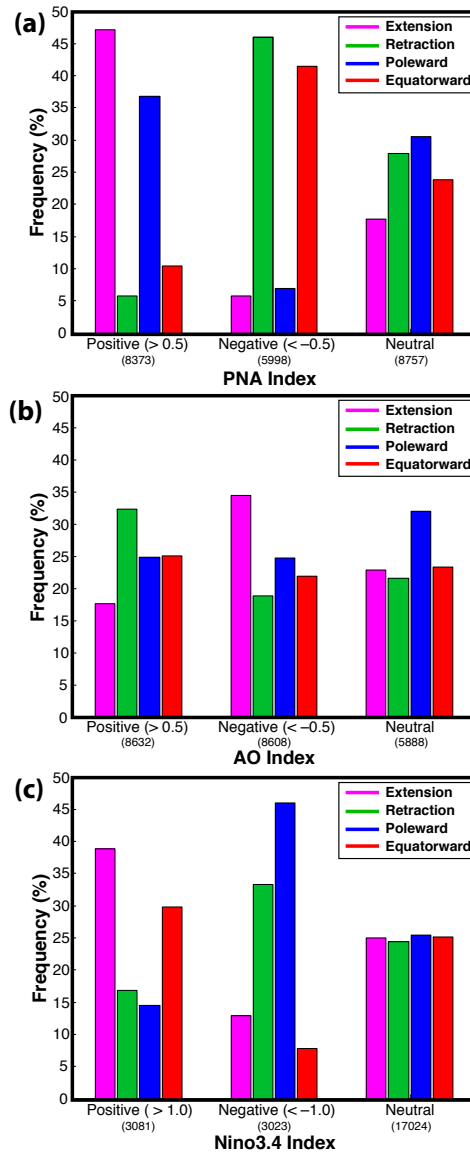 (a)
50
45
40
35
30
25
20
15
10
5
0
Frequency (%)
Extension
Retraction
Poleward
Equatorward
Positive (> 0.5) Negative (< −0.5) Neutral
(8373) (5998) (8757)
PNA Index
(b)
50
45
40
35
30
25
20
15
10
5
0
Frequency (%)
Extension
Retraction
Poleward
Equatorward
Positive (> 0.5) Negative (< −0.5) Neutral
(8632) (8608) (5888)
AO Index
(c)
50
45
40
35
30
25
20
15
10
5
0
Frequency (%)
Extension
Retraction
Poleward
Equatorward
Positive ( > 1.0) Negative (< −1.0) Neutral
(3081) (3023) (17024)
Nino3.4 Index